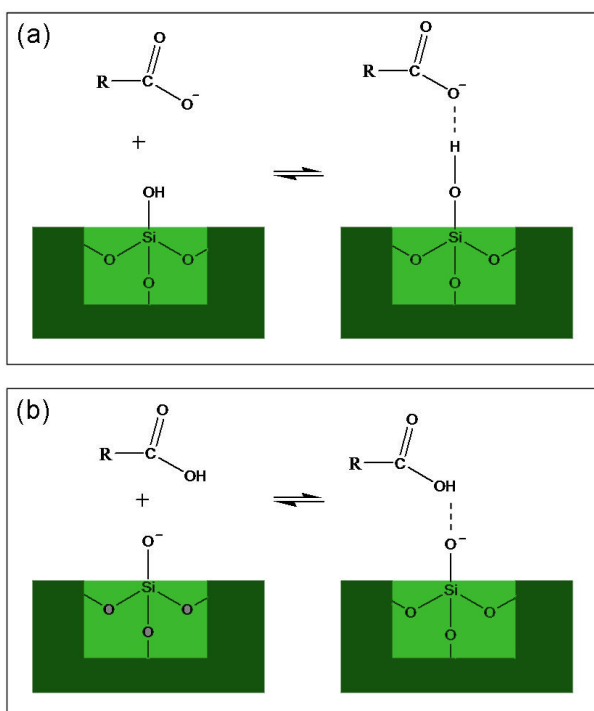 (a)
O O
R C R C
O⁻ O⁻
+ H
OH O
Si Si
O O O O
O O
(b)
O O
R C R C
OH OH
+
O⁻ O⁻
Si Si
O O O O
O O